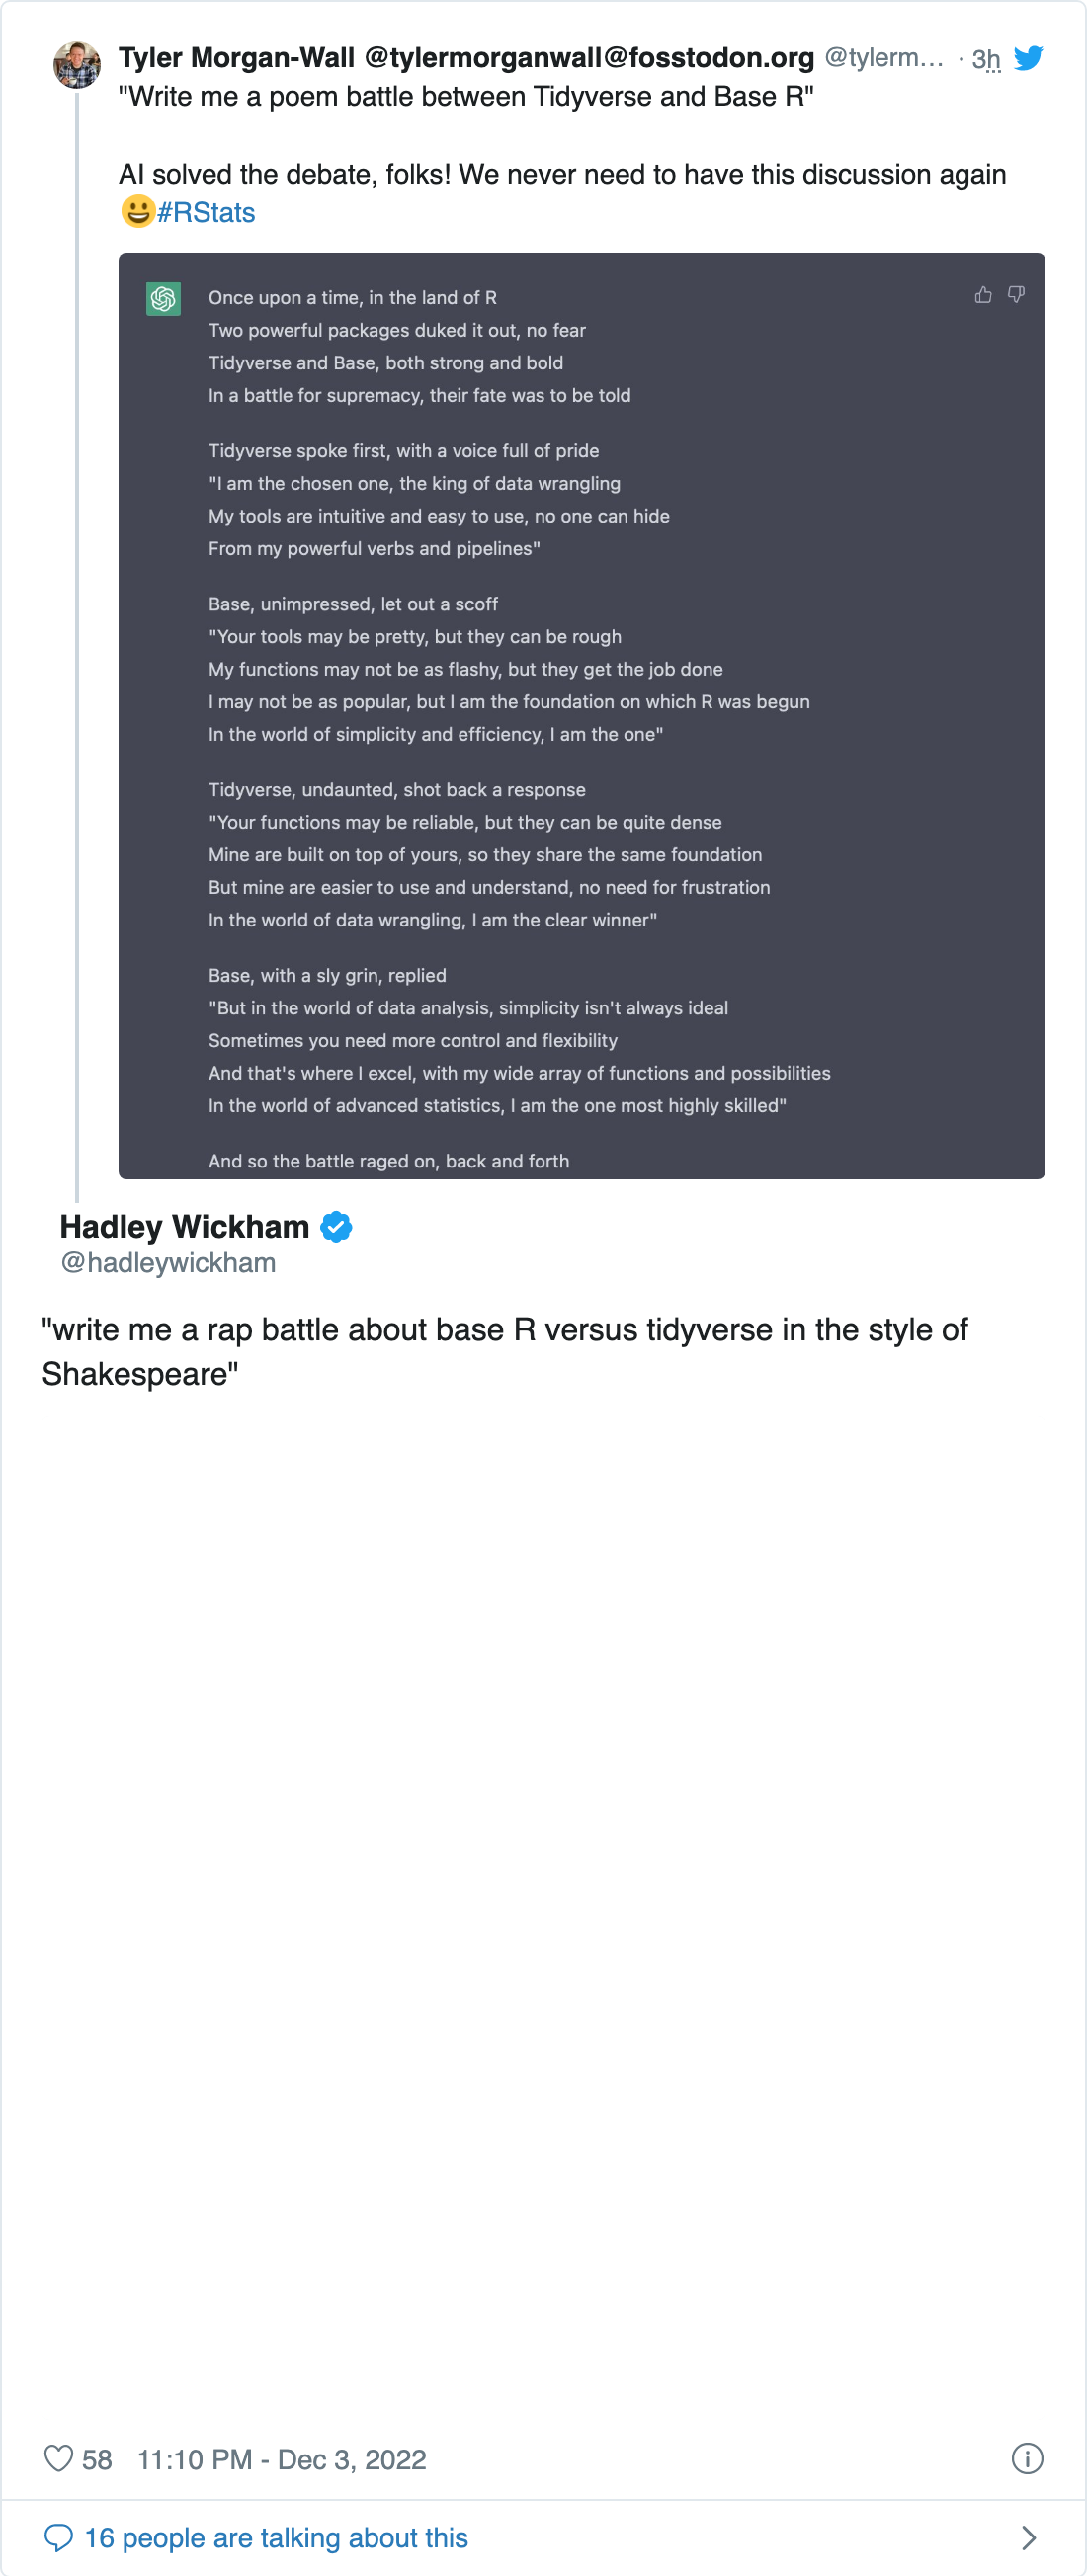 Tyler Morgan-Wall @tylermorganwall@fosstodon.org @tylerm... · 3h
"Write me a poem battle between Tidyverse and Base R"
AI solved the debate, folks! We never need to have this discussion again
😀#RStats
Once upon a time, in the land of R
Two powerful packages duked it out, no fear
Tidyverse and Base, both strong and bold
In a battle for supremacy, their fate was to be told
Tidyverse spoke first, with a voice full of pride
"I am the chosen one, the king of data wrangling
My tools are intuitive and easy to use, no one can hide
From my powerful verbs and pipelines"
Base, unimpressed, let out a scoff
"Your tools may be pretty, but they can be rough
My functions may not be as flashy, but they get the job done
I may not be as popular, but I am the foundation on which R was begun
In the world of simplicity and efficiency, I am the one"
Tidyverse, undaunted, shot back a response
"Your functions may be reliable, but they can be quite dense
Mine are built on top of yours, so they share the same foundation
But mine are easier to use and understand, no need for frustration
In the world of data wrangling, I am the clear winner"
Base, with a sly grin, replied
"But in the world of data analysis, simplicity isn't always ideal
Sometimes you need more control and flexibility
And that's where I excel, with my wide array of functions and possibilities
In the world of advanced statistics, I am the one most highly skilled"
And so the battle raged on, back and forth
Hadley Wickham
@hadleywickham
"write me a rap battle about base R versus tidyverse in the style of
Shakespeare"
58 11:10 PM - Dec 3, 2022
16 people are talking about this